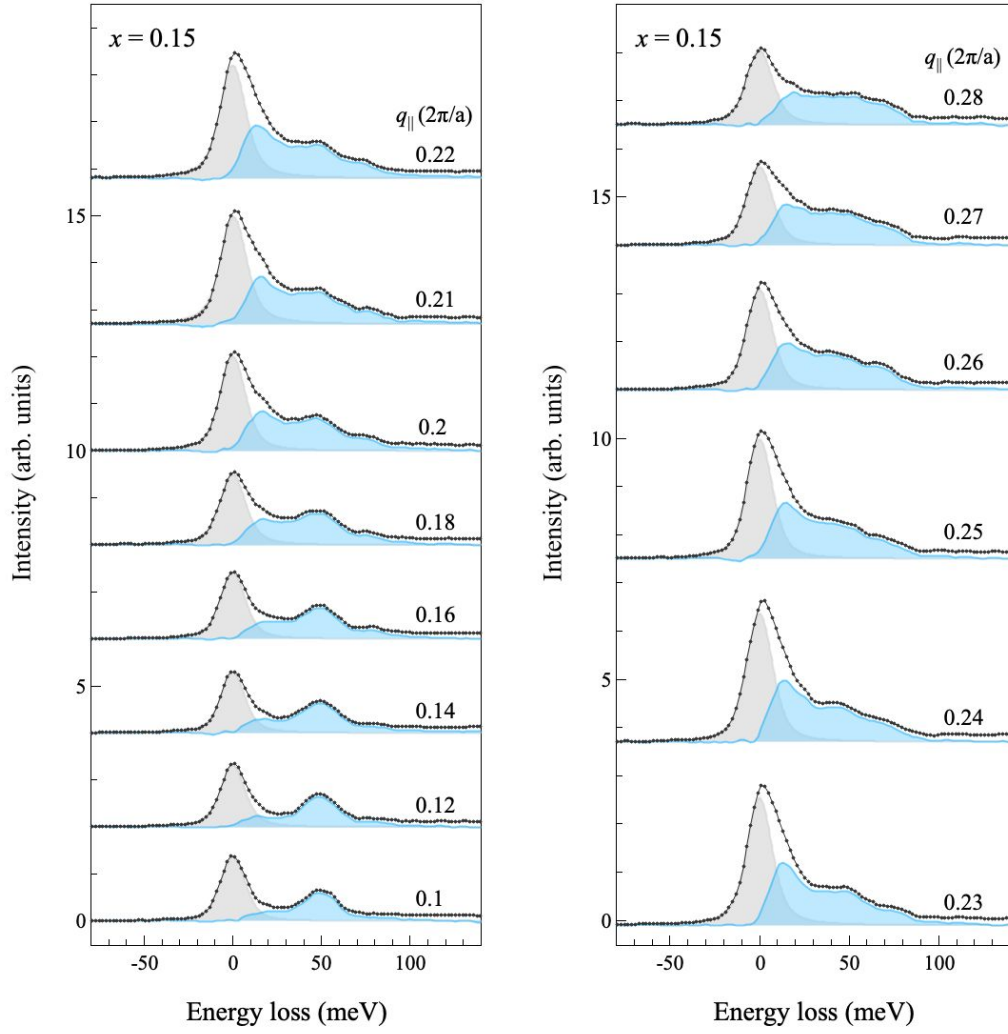 x = 0.15
q|| (2π/a)
0.22
15
0.21
0.2
10
0.18
0.16
0.14
5
0.12
0.1
0
-50 0 50 100
Energy loss (meV)
Intensity (arb. units)
x = 0.15
q|| (2π/a)
0.28
15
0.27
0.26
10
0.25
0.24
5
0.23
0
-50 0 50 100
Energy loss (meV)
Intensity (arb. units)